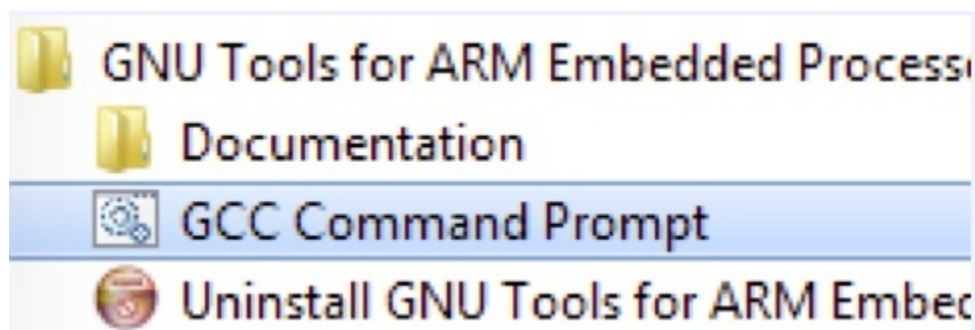 GNU Tools for ARM Embedded
Documentation
GCC Command Prompt
Uninstall GNU Tools for ARM